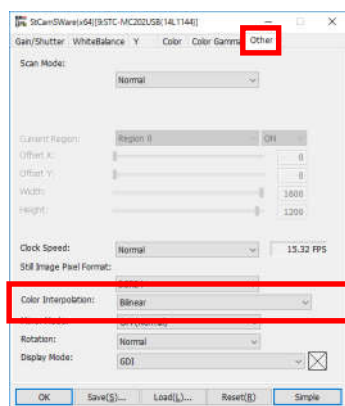 StCamSWare(x64)[9:STC-MC202USB(14L1144)]
Gain/Shutter WhiteBalance Y Color Color Gamma Other
Scan Mode:
Normal
Current Region: Region 0 ON
Offset X: 0
Offset Y: 0
Width: 1600
Height: 1200
Clock Speed: Normal 15.32 FPS
Still Image Pixel Format:
Color Interpolation: Bilinear
Rotation: Normal
Display Mode: GDI
OK Save(S)... Load(L)... Reset(R) Simple